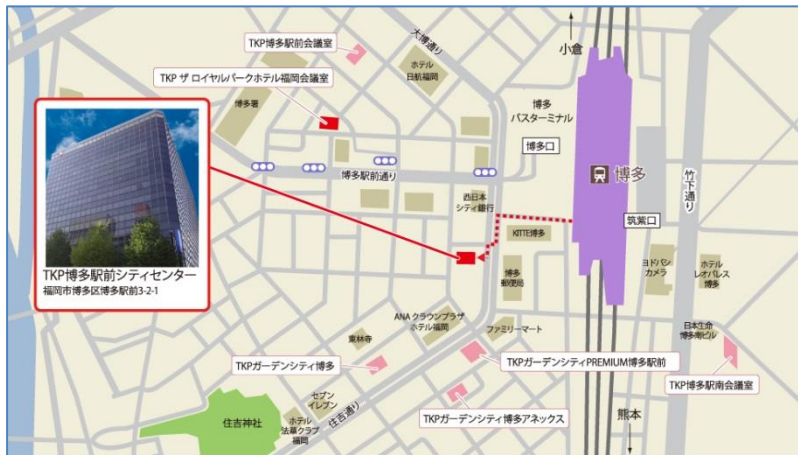 小倉
TKP博多駅前会議室
大博通り
ホテル
日航福岡
TKP ザ ロイヤルパークホテル福岡会議室
博多署
博多
バスターミナル
博多口
博多駅前通り
博多
竹下通り
西日本
シティ銀行
筑紫口
KITTE博多
TKP博多駅前シティセンター
福岡市博多区博多駅前3-2-1
博多
郵便局
ヨドバシ
カメラ
ホテル
レオパレス
博多
ANA クラウンプラザ
ホテル福岡
ファミリーマート
日本生命
博多南ビル
東林寺
TKPガーデンシティ博多
TKPガーデンシティPREMIUM博多駅前
TKP博多駅南会議室
セブン
イレブン
TKPガーデンシティ博多アネックス
住吉神社
ホテル
法華クラブ
福岡
住吉通り
熊本